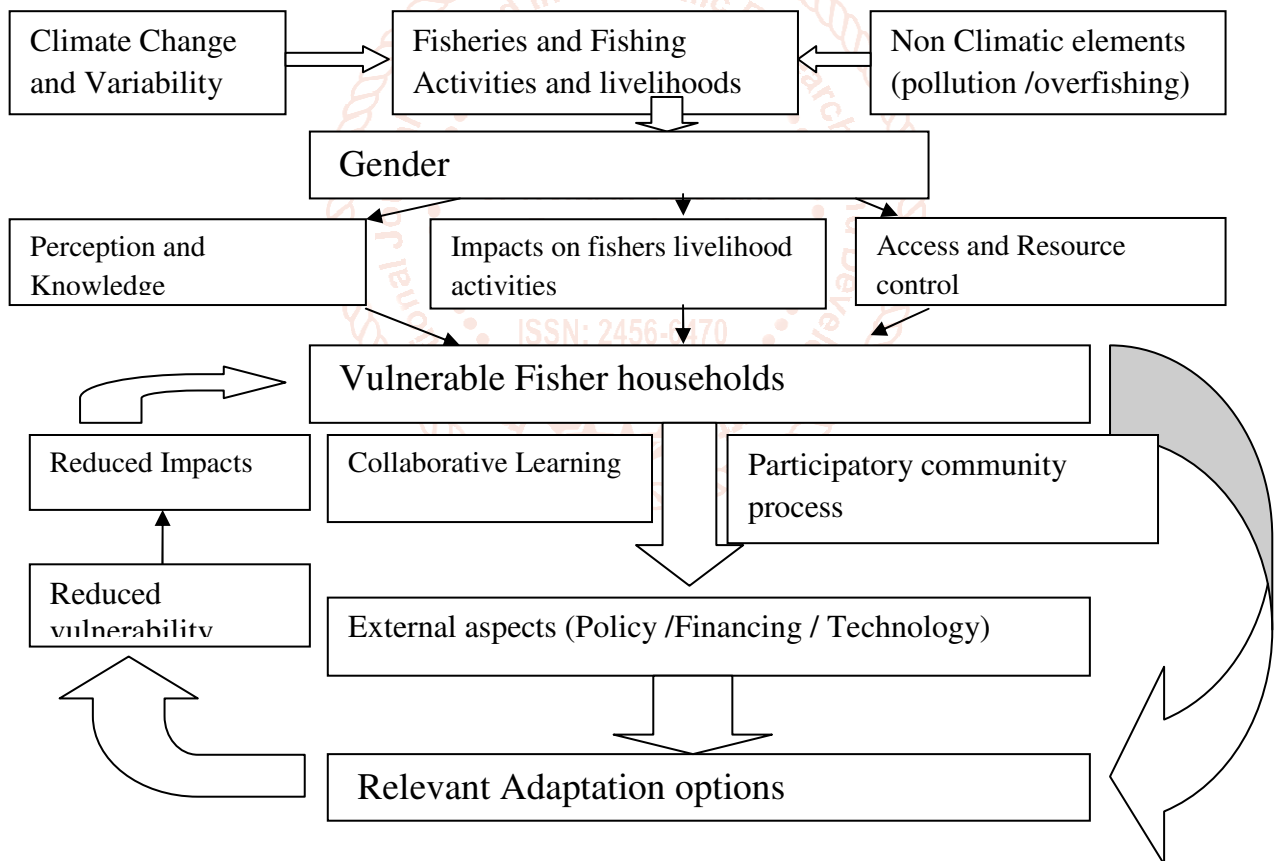 Climate Change
and Variability
Fisheries and Fishing
Activities and livelihoods
Non Climatic elements
(pollution /overfishing)
Gender
Perception and
Knowledge
Impacts on fishers livelihood
activities
Access and Resource
control
ISSN: 2456-6470
Vulnerable Fisher households
Reduced Impacts
Collaborative Learning
Participatory community
process
Reduced
vulnerability
External aspects (Policy /Financing / Technology)
Relevant Adaptation options